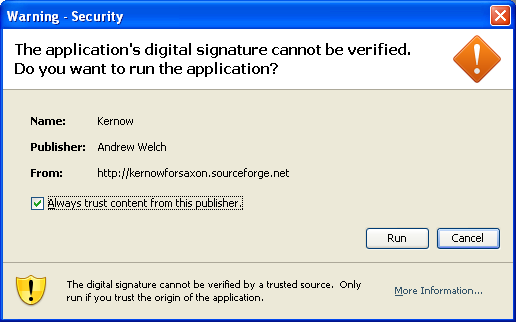 Warning - Security
The application's digital signature cannot be verified.
Do you want to run the application?
Name: Kernow
Publisher: Andrew Welch
From: http://kernowforsaxon.sourceforge.net
Always trust content from this publisher.
Run Cancel
The digital signature cannot be verified by a trusted source. Only
run if you trust the origin of the application.
More Information...